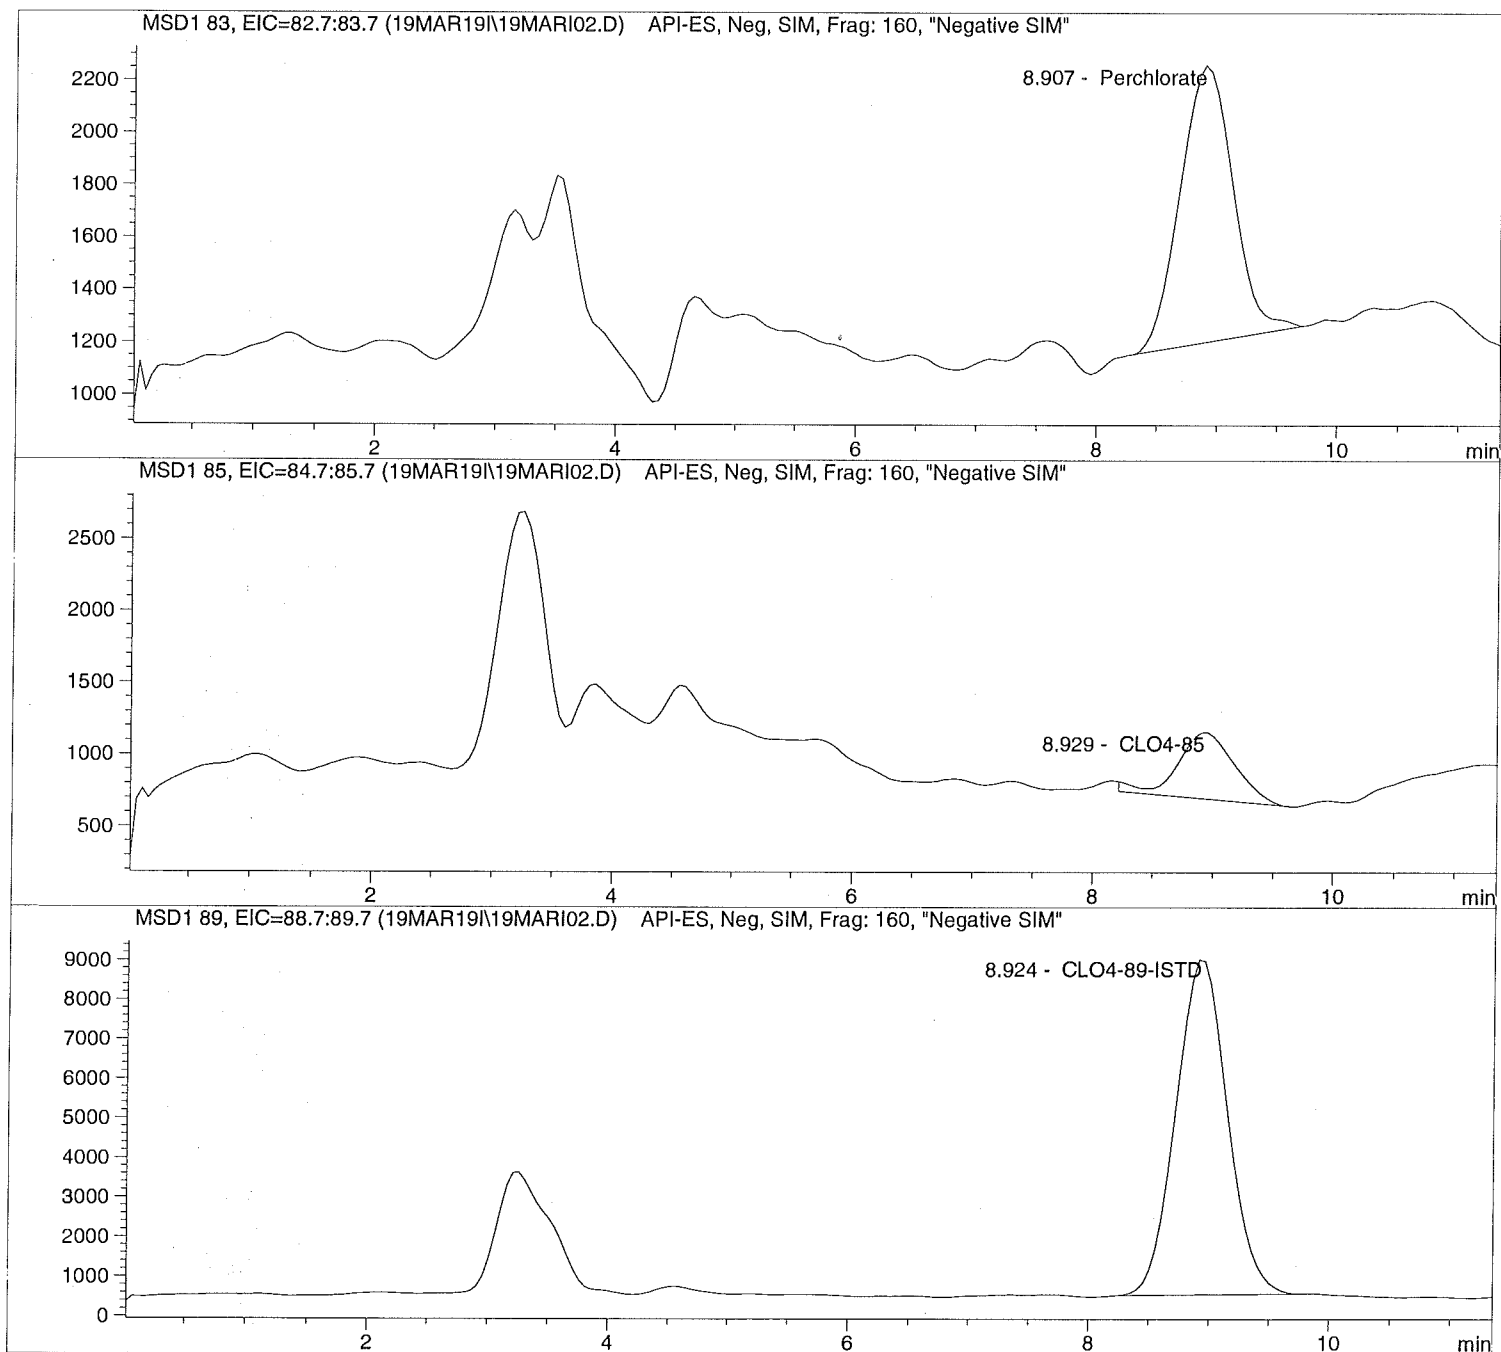 MSD1 83, EIC=82.7:83.7 (19MAR19I\19MARI02.D) API-ES, Neg, SIM, Frag: 160, "Negative SIM"
8.907 - Perchlorate
2200
2000
1800
1600
1400
1200
1000
2 4 6 8 10 min
MSD1 85, EIC=84.7:85.7 (19MAR19I\19MARI02.D) API-ES, Neg, SIM, Frag: 160, "Negative SIM"
2500
2000
1500
1000
8.929 - CLO4-85
500
2 4 6 8 10 min
MSD1 89, EIC=88.7:89.7 (19MAR19I\19MARI02.D) API-ES, Neg, SIM, Frag: 160, "Negative SIM"
9000
8.924 - CLO4-89-ISTD
8000
7000
6000
5000
4000
3000
2000
1000
0
2 4 6 8 10 min